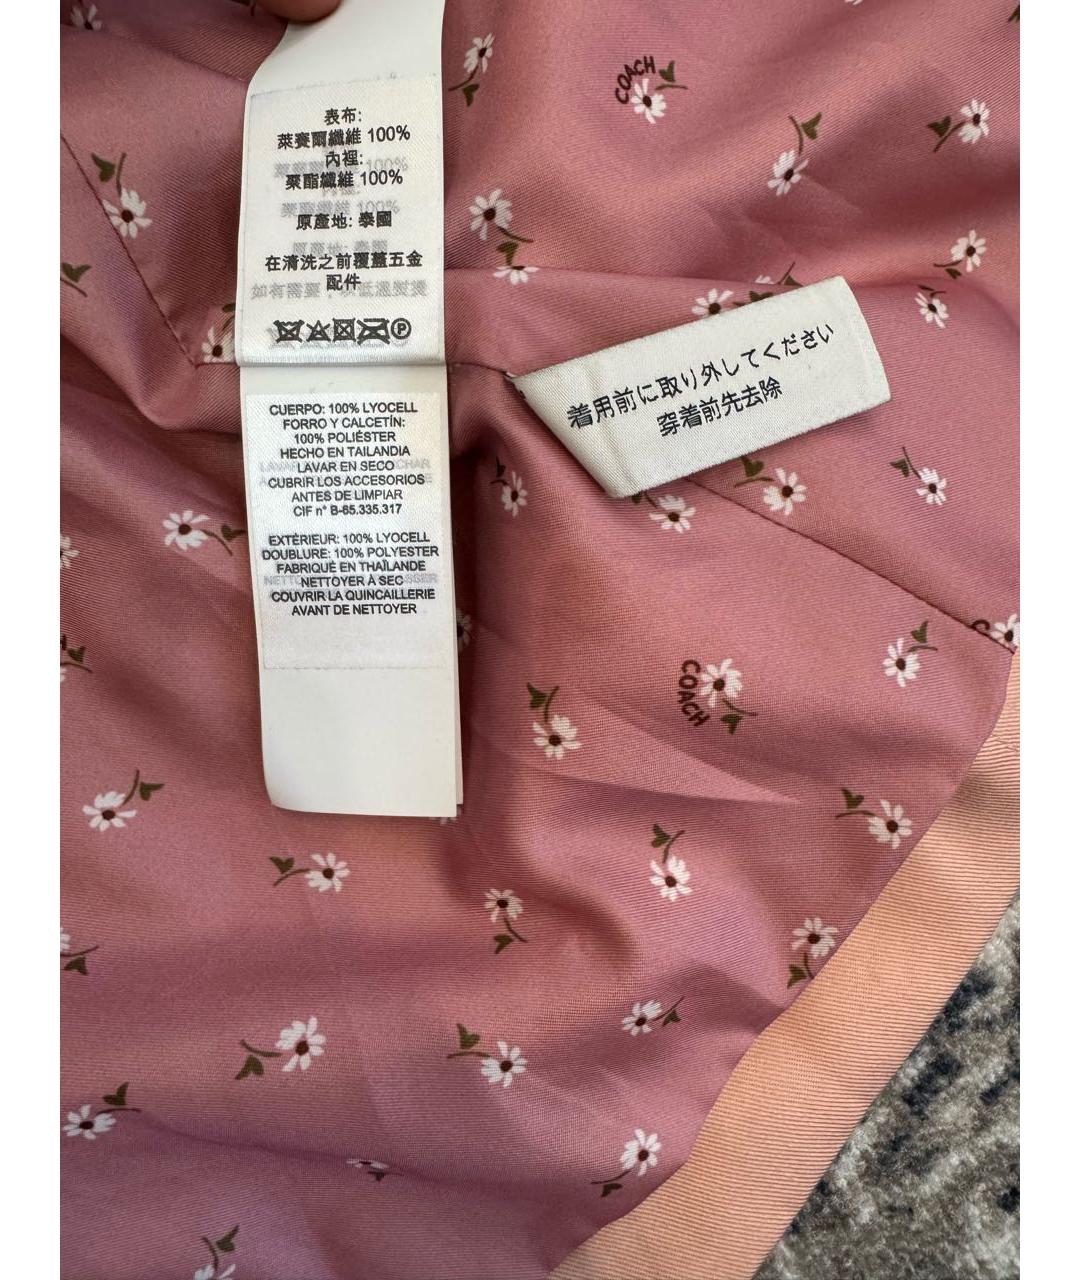 表布:
萊賽爾纖維 100%
內裡:
聚酯纖維 100%
原產地: 泰國
在清洗之前覆蓋五金
配件
CUERPO: 100% LYOCELL
FORRO Y CALCETÍN:
100% POLIÉSTER
HECHO EN TAILANDIA
LAVAR EN SECO
CUBRIR LOS ACCESORIOS
ANTES DE LIMPIAR
CIF n° B-65.335.317
EXTÉRIEUR: 100% LYOCELL
DOUBLURE: 100% POLYESTER
FABRIQUÉ EN THAÏLANDE
NETTOYER À SEC
COUVRIR LA QUINCAILLERIE
AVANT DE NETTOYER
着用前に取り外してください
穿着前先去除
COACH
COACH